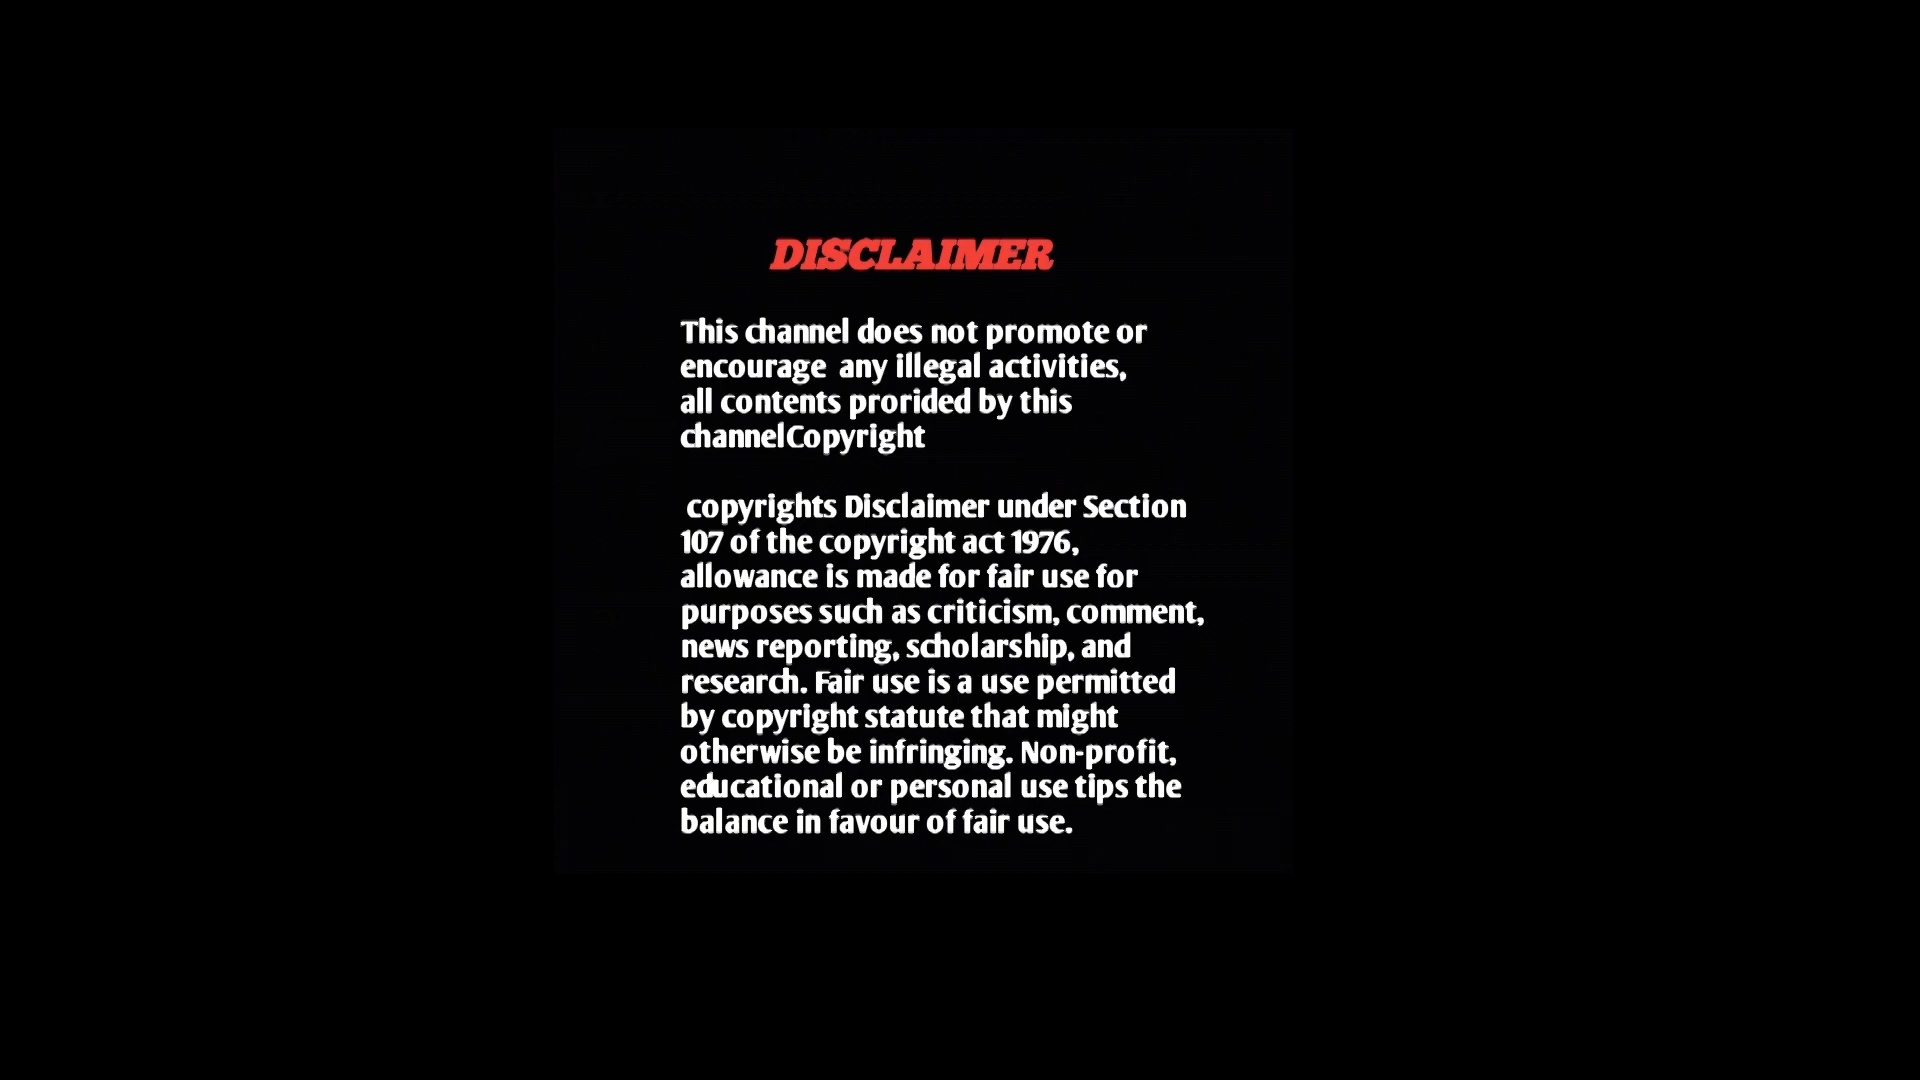 DISCLAIMER
This channel does not promote or
encourage any illegal activities,
all contents prorided by this
channelCopyright
copyrights Disclaimer under Section
107 of the copyright act 1976,
allowance is made for fair use for
purposes such as criticism, comment,
news reporting, scholarship, and
research. Fair use is a use permitted
by copyright statute that might
otherwise be infringing. Non-profit,
educational or personal use tips the
balance in favour of fair use.